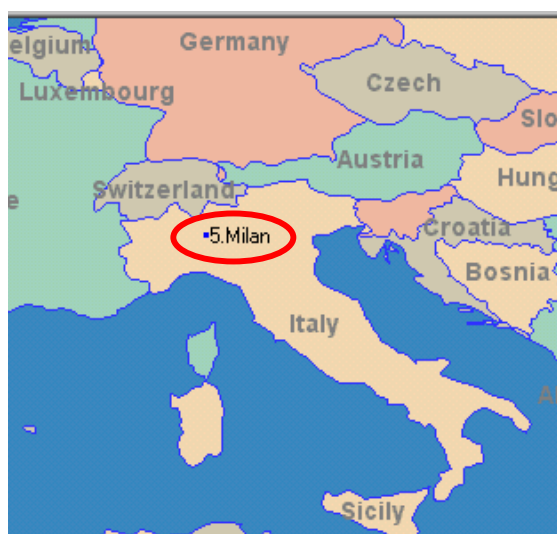 Germany
elgium
Czech
Luxembourg
Slo
Austria
Hung
Switzerland
e
Croatia
5.Milan
Bosnia
Italy
A
Sicily